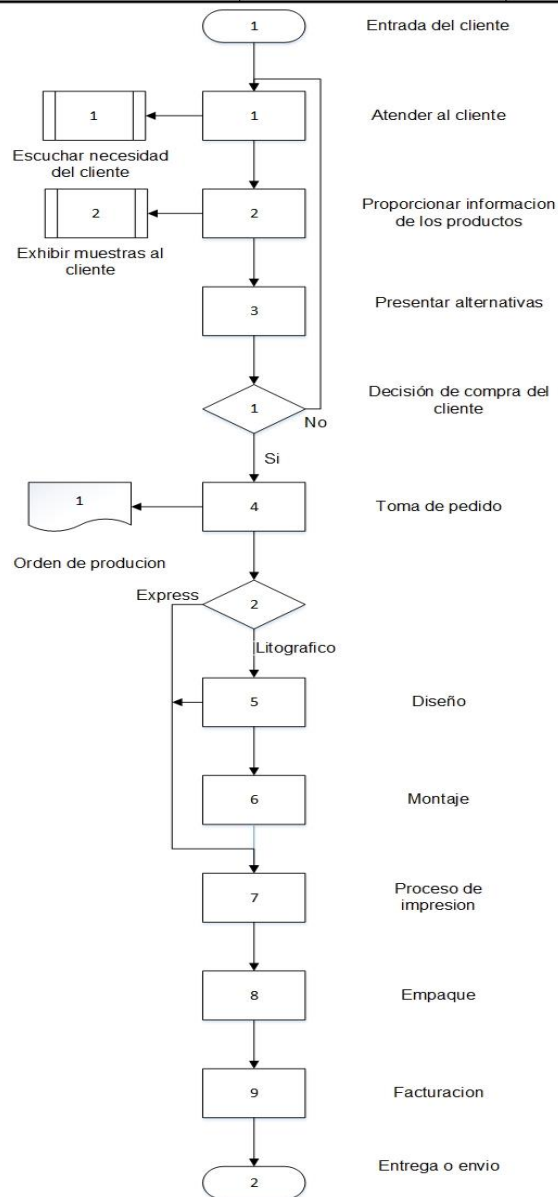 1
Entrada del cliente
1
1
Atender al cliente
Escuchar necesidad
del cliente
2
2
Proporcionar informacion
de los productos
Exhibir muestras al
cliente
3
Presentar alternativas
1
Decisión de compra del
cliente
No
Si
1
4
Toma de pedido
Orden de producion
Express
2
Litografico
5
Diseño
6
Montaje
7
Proceso de
impresion
8
Empaque
9
Facturacion
2
Entrega o envio